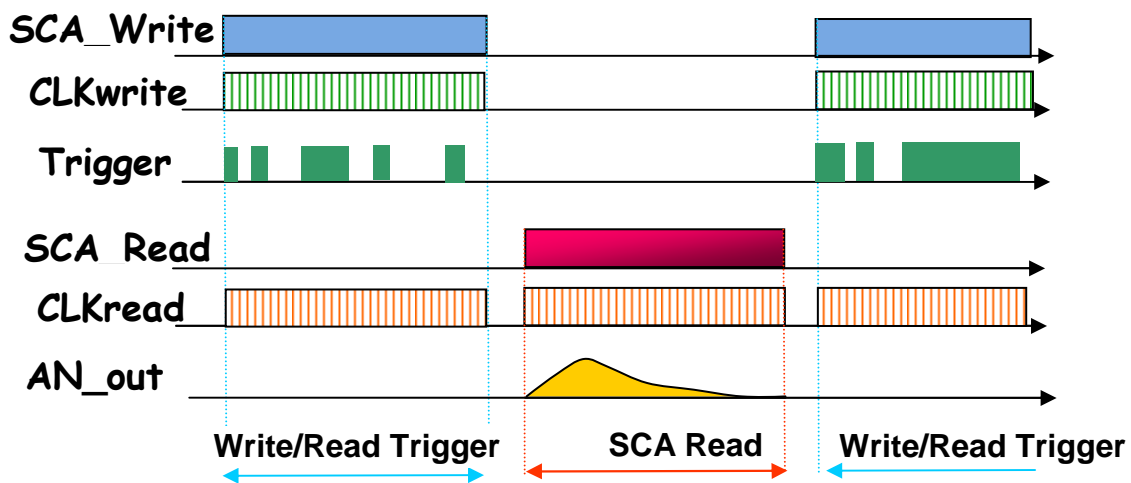 SCA_Write
CLKwrite
Trigger
SCA_Read
CLKread
AN_out
Write/Read Trigger SCA Read Write/Read Trigger